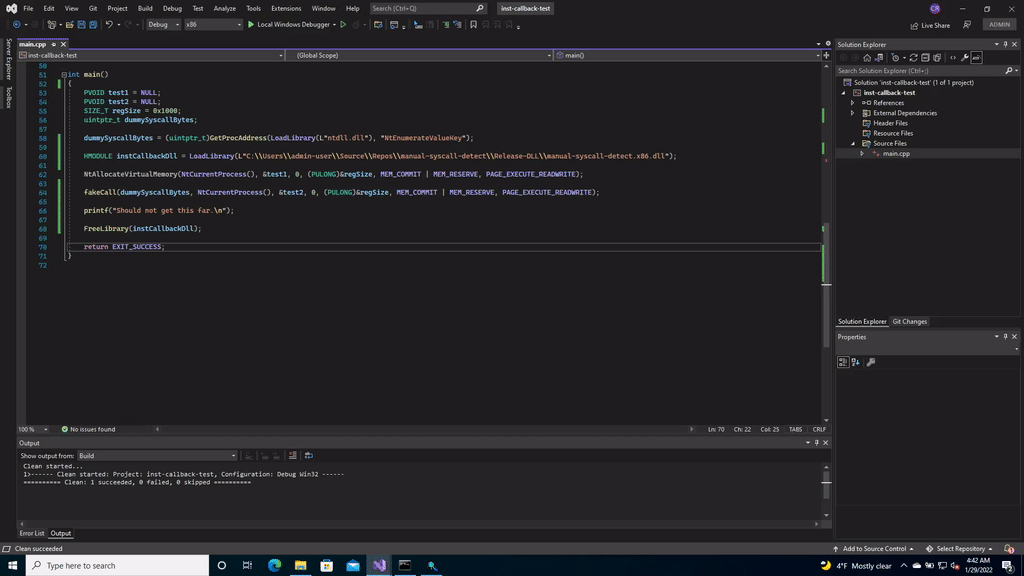 File Edit View Git Project Build Debug Test Analyze Tools Extensions Window Help Search (Ctrl+Q) inst-callback-test CR
Debug x86 Local Windows Debugger Live Share ADMIN
Server Explorer
Toolbox
main.cpp
inst-callback-test (Global Scope) main()
50
51 int main()
52 {
53 PVOID test1 = NULL;
54 PVOID test2 = NULL;
55 SIZE_T regSize = 0x1000;
56 uintptr_t dummySyscallBytes;
57
58 dummySyscallBytes = (uintptr_t)GetProcAddress(LoadLibrary(L"ntdll.dll"), "NtEnumerateValueKey");
59
60 HMODULE instCallbackDll = LoadLibrary(L"C:\\Users\\admin-user\\Source\\Repos\\manual-syscall-detect\\Release-DLL\\manual-syscall-detect.x86.dll");
61
62 NtAllocateVirtualMemory(NtCurrentProcess(), &test1, 0, (PULONG)&regSize, MEM_COMMIT | MEM_RESERVE, PAGE_EXECUTE_READWRITE);
63
64 fakeCall(dummySyscallBytes, NtCurrentProcess(), &test2, 0, (PULONG)&regSize, MEM_COMMIT | MEM_RESERVE, PAGE_EXECUTE_READWRITE);
65
66 printf("Should not get this far.\n");
67
68 FreeLibrary(instCallbackDll);
69
70 return EXIT_SUCCESS;
71 }
72
100 % No issues found Ln: 70 Ch: 22 Col: 25 TABS CRLF
Output
Show output from: Build
Clean started...
1>------ Clean started: Project: inst-callback-test, Configuration: Debug Win32 ------
========== Clean: 1 succeeded, 0 failed, 0 skipped ==========
Error List Output
Solution Explorer
Search Solution Explorer (Ctrl+;)
Solution 'inst-callback-test' (1 of 1 project)
inst-callback-test
References
External Dependencies
Header Files
Resource Files
Source Files
main.cpp
Solution Explorer Git Changes
Properties
Clean succeeded Add to Source Control Select Repository
Type here to search 4°F Mostly clear 4:42 AM
1/29/2022